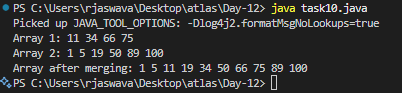 PS C:\Users\rjaswava\Desktop\atlas\Day-12> java task10.java
Picked up JAVA_TOOL_OPTIONS: -Dlog4j2.formatMsgNoLookups=true
Array 1: 11 34 66 75
Array 2: 1 5 19 50 89 100
Array after merging: 1 5 11 19 34 50 66 75 89 100
PS C:\Users\rjaswava\Desktop\atlas\Day-12>